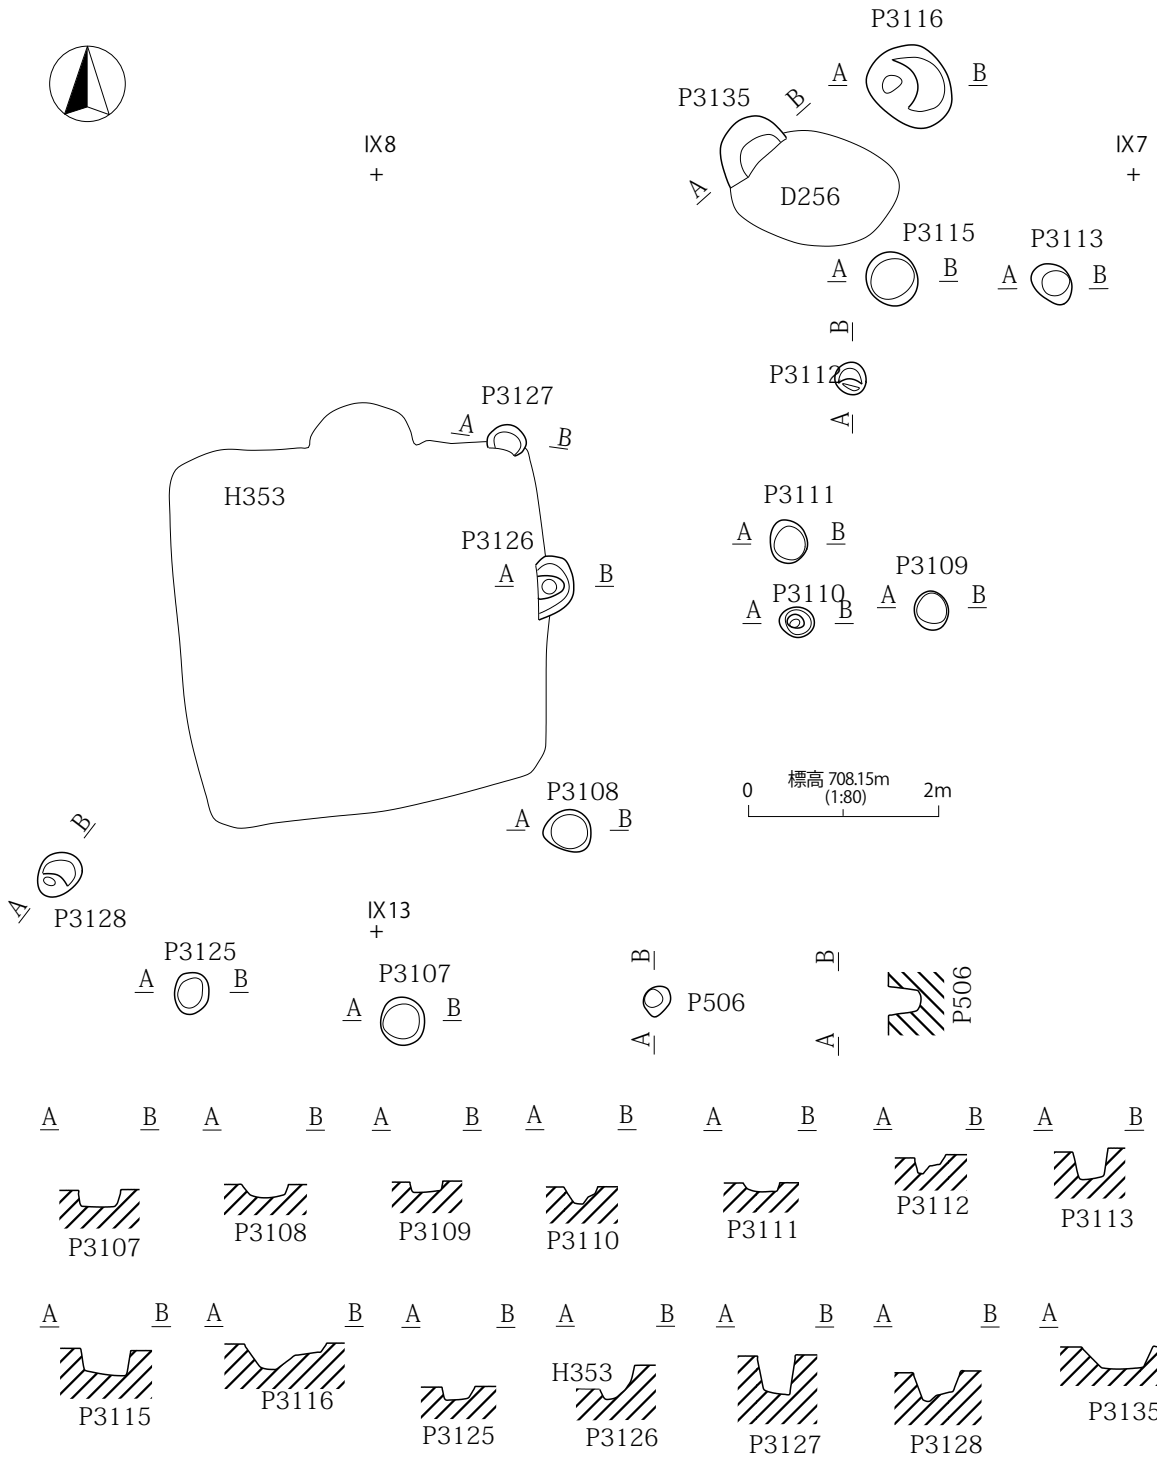 P3116
A
B
P3135
B
A
IX8
IX7
D256
P3115
A
B
P3113
A
B
B
P3112
A
P3127
A
B
H353
P3111
A
B
P3126
A
B
P3109
A
B
P3110
A
B
標高 708.15m
0
(1:80)
2m
P3108
A
B
B
A
P3128
IX13
P3125
A
B
P3107
A
B
B
P506
A
B
A
P506
A B A B A B A B A B A B A B
P3107 P3108 P3109 P3110 P3111 P3112 P3113
A B A B A B A B A B A B A
H353
P3115 P3116 P3125 P3126 P3127 P3128 P3135